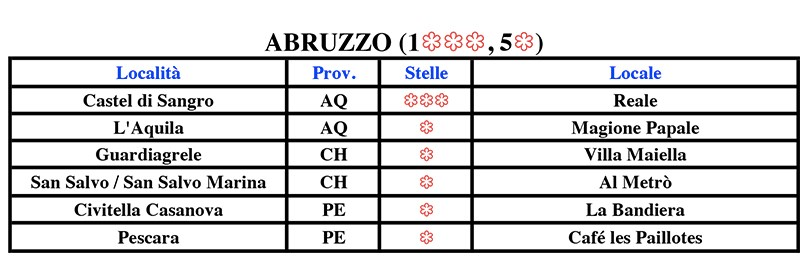 ABRUZZO (1❀❀❀, 5❀)
Località Prov. Stelle Locale
Castel di Sangro AQ ❀❀❀ Reale
L'Aquila AQ ❀ Magione Papale
Guardiagrele CH ❀ Villa Maiella
San Salvo / San Salvo Marina CH ❀ Al Metrò
Civitella Casanova PE ❀ La Bandiera
Pescara PE ❀ Café les Paillotes